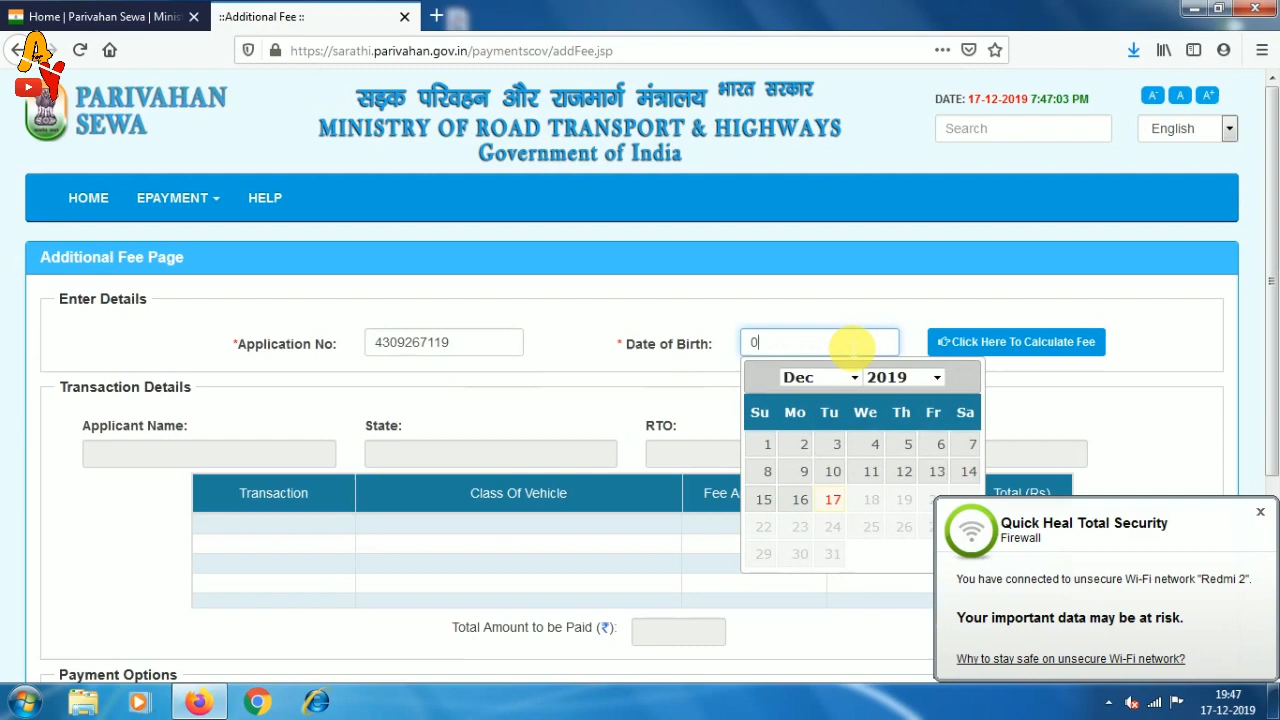 Home | Parivahan Sewa | Minis
::Additional Fee ::
https://sarathi.parivahan.gov.in/paymentscov/addFee.jsp
PARIVAHAN
SEWA
सड़क परिवहन और राजमार्ग मंत्रालय भारत सरकार
MINISTRY OF ROAD TRANSPORT & HIGHWAYS
Government of India
DATE: 17-12-2019 7:47:03 PM
A- A A+
Search
English
HOME EPAYMENT HELP
Additional Fee Page
Enter Details
*Application No: 4309267119 * Date of Birth: 0 Click Here To Calculate Fee
Dec 2019
Su Mo Tu We Th Fr Sa
1 2 3 4 5 6 7
8 9 10 11 12 13 14
15 16 17 18 19
22 23 24 25 26
29 30 31
Transaction Details
Applicant Name: State: RTO:
Transaction Class Of Vehicle Fee A Total (Rs)
Total Amount to be Paid (₹):
Payment Options
Quick Heal Total Security
Firewall
You have connected to unsecure Wi-Fi network "Redmi 2".
Your important data may be at risk.
Why to stay safe on unsecure Wi-Fi network?
19:47
17-12-2019